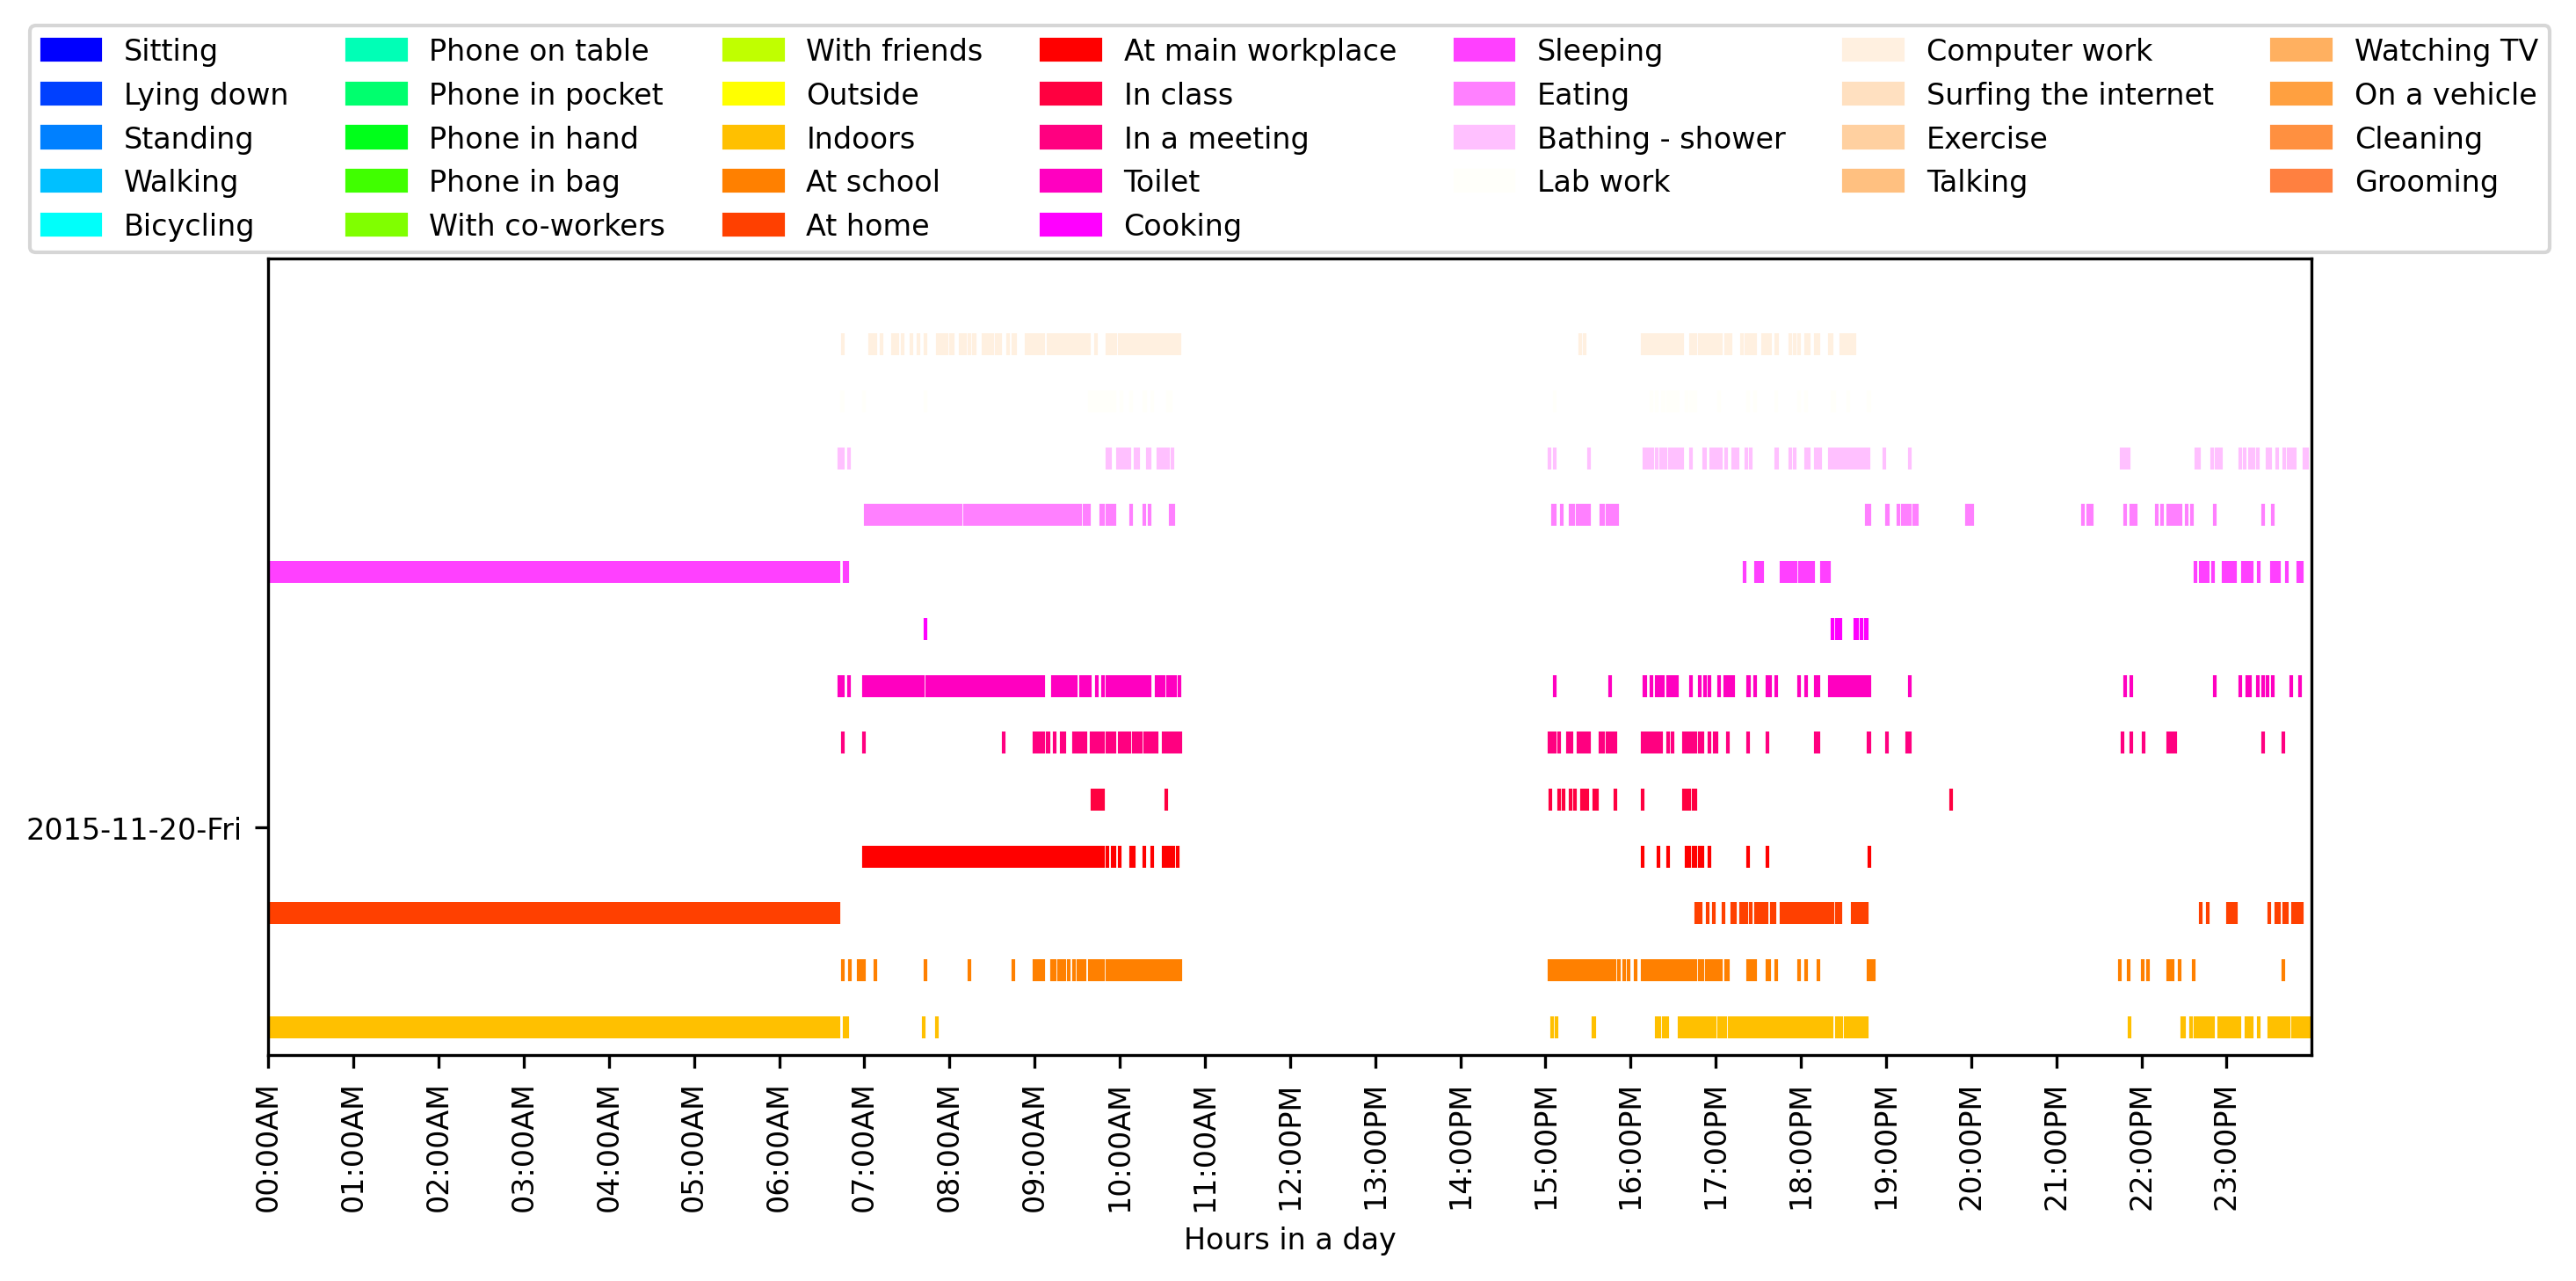 Sitting
Lying down
Standing
Walking
Bicycling
Phone on table
Phone in pocket
Phone in hand
Phone in bag
With co-workers
With friends
Outside
Indoors
At school
At home
At main workplace
In class
In a meeting
Toilet
Cooking
Sleeping
Eating
Bathing - shower
Lab work
Computer work
Surfing the internet
Exercise
Talking
Watching TV
On a vehicle
Cleaning
Grooming
2015-11-20-Fri
00:00AM
01:00AM
02:00AM
03:00AM
04:00AM
05:00AM
06:00AM
07:00AM
08:00AM
09:00AM
10:00AM
11:00AM
12:00PM
13:00PM
14:00PM
15:00PM
16:00PM
17:00PM
18:00PM
19:00PM
20:00PM
21:00PM
22:00PM
23:00PM
Hours in a day